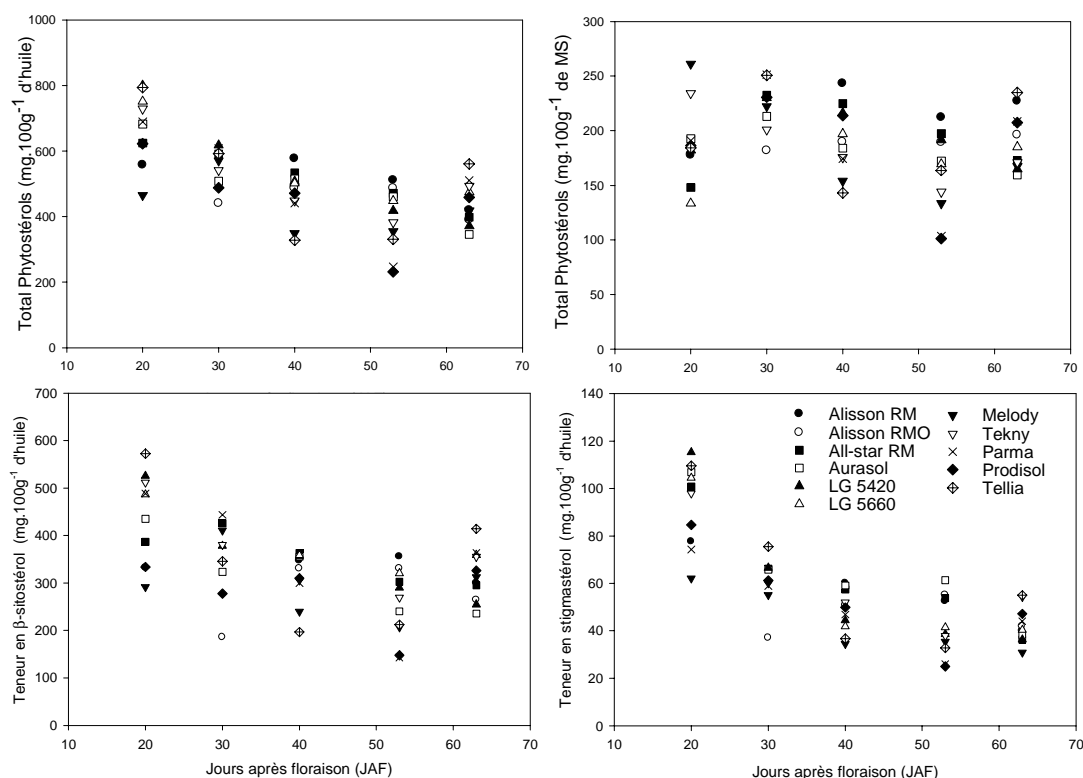 Total Phytostérols (mg.100g-1 d'huile)
1000
800
600
400
200
0
10 20 30 40 50 60 70
Total Phytostérols (mg.100g-1 de MS)
300
250
200
150
100
50
0
10 20 30 40 50 60 70
Teneur en β-sitostérol (mg.100g-1 d'huile)
700
600
500
400
300
200
100
0
10 20 30 40 50 60 70
Jours après floraison (JAF)
Teneur en stigmastérol (mg.100g-1 d'huile)
140
120
100
80
60
40
20
0
10 20 30 40 50 60 70
Jours après floraison (JAF)
Alisson RM
Alisson RMO
All-star RM
Aurasol
LG 5420
LG 5660
Melody
Tekny
Parma
Prodisol
Tellia